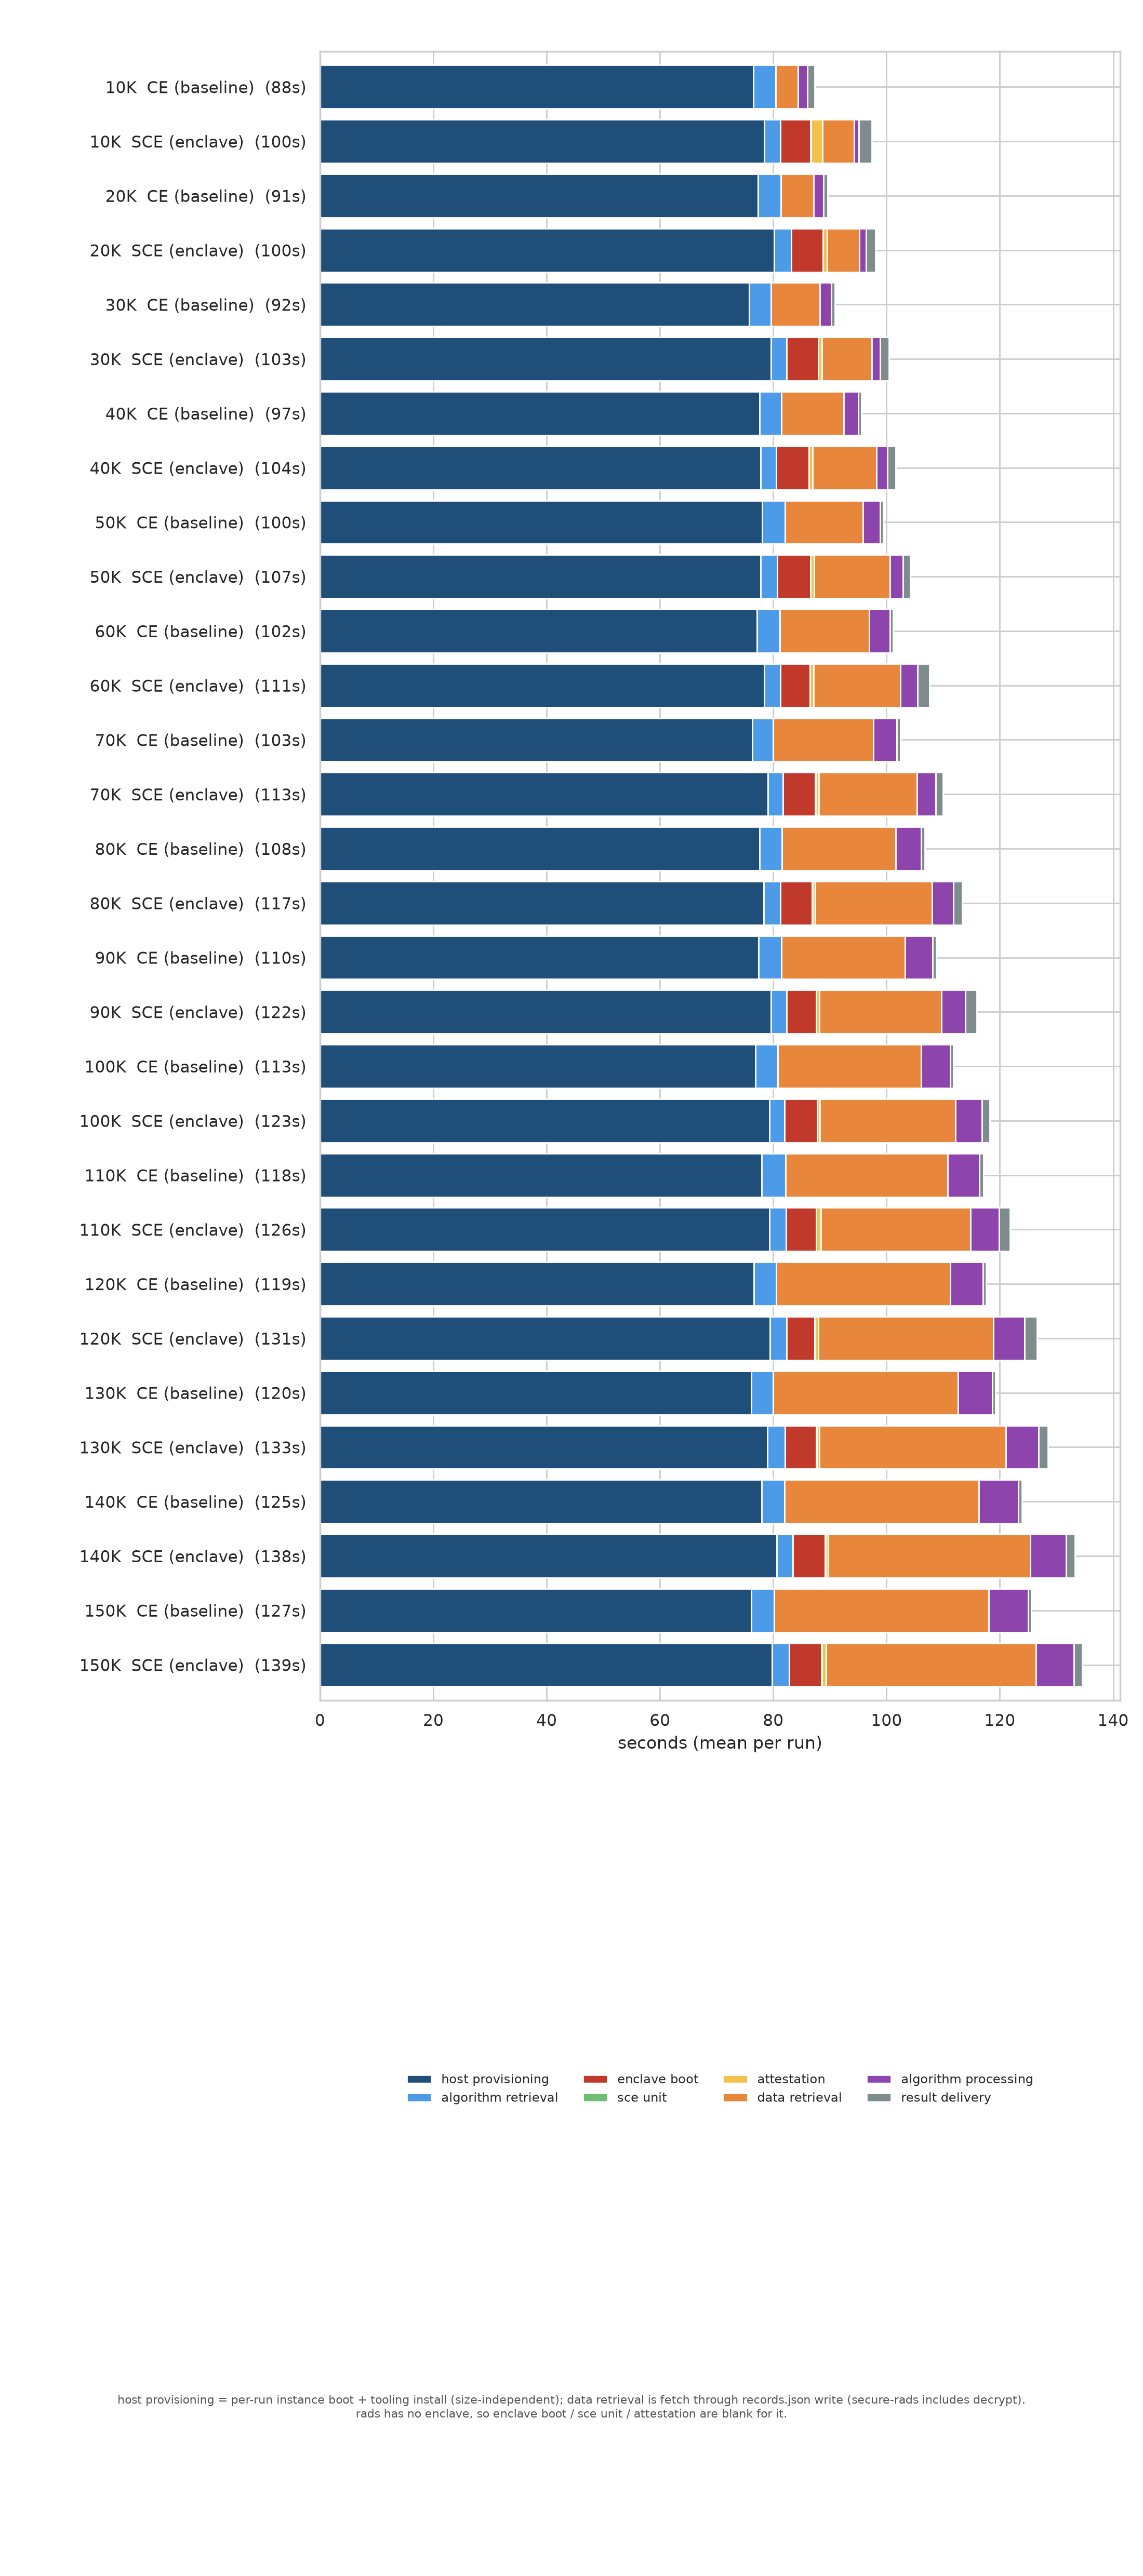 10K  CE (baseline)  (88s)
10K  SCE (enclave)  (100s)
20K  CE (baseline)  (91s)
20K  SCE (enclave)  (100s)
30K  CE (baseline)  (92s)
30K  SCE (enclave)  (103s)
40K  CE (baseline)  (97s)
40K  SCE (enclave)  (104s)
50K  CE (baseline)  (100s)
50K  SCE (enclave)  (107s)
60K  CE (baseline)  (102s)
60K  SCE (enclave)  (111s)
70K  CE (baseline)  (103s)
70K  SCE (enclave)  (113s)
80K  CE (baseline)  (108s)
80K  SCE (enclave)  (117s)
90K  CE (baseline)  (110s)
90K  SCE (enclave)  (122s)
100K  CE (baseline)  (113s)
100K  SCE (enclave)  (123s)
110K  CE (baseline)  (118s)
110K  SCE (enclave)  (126s)
120K  CE (baseline)  (119s)
120K  SCE (enclave)  (131s)
130K  CE (baseline)  (120s)
130K  SCE (enclave)  (133s)
140K  CE (baseline)  (125s)
140K  SCE (enclave)  (138s)
150K  CE (baseline)  (127s)
150K  SCE (enclave)  (139s)
0 20 40 60 80 100 120 140
seconds (mean per run)
host provisioning enclave boot attestation algorithm processing
algorithm retrieval sce unit data retrieval result delivery
host provisioning = per-run instance boot + tooling install (size-independent); data retrieval is fetch through records.json write (secure-rads includes decrypt).
rads has no enclave, so enclave boot / sce unit / attestation are blank for it.